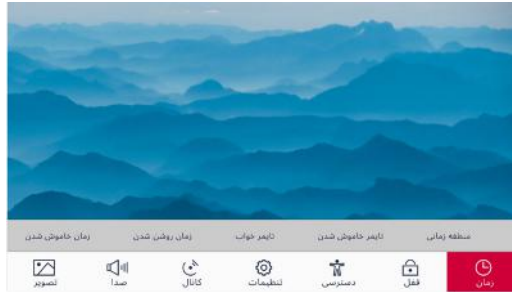 منطقه زمانی تایمر خاموش شدن تایمر خواب زمان روشن شدن زمان خاموش شدن
زمان قفل دسترسی تنظیمات کانال صدا تصویر